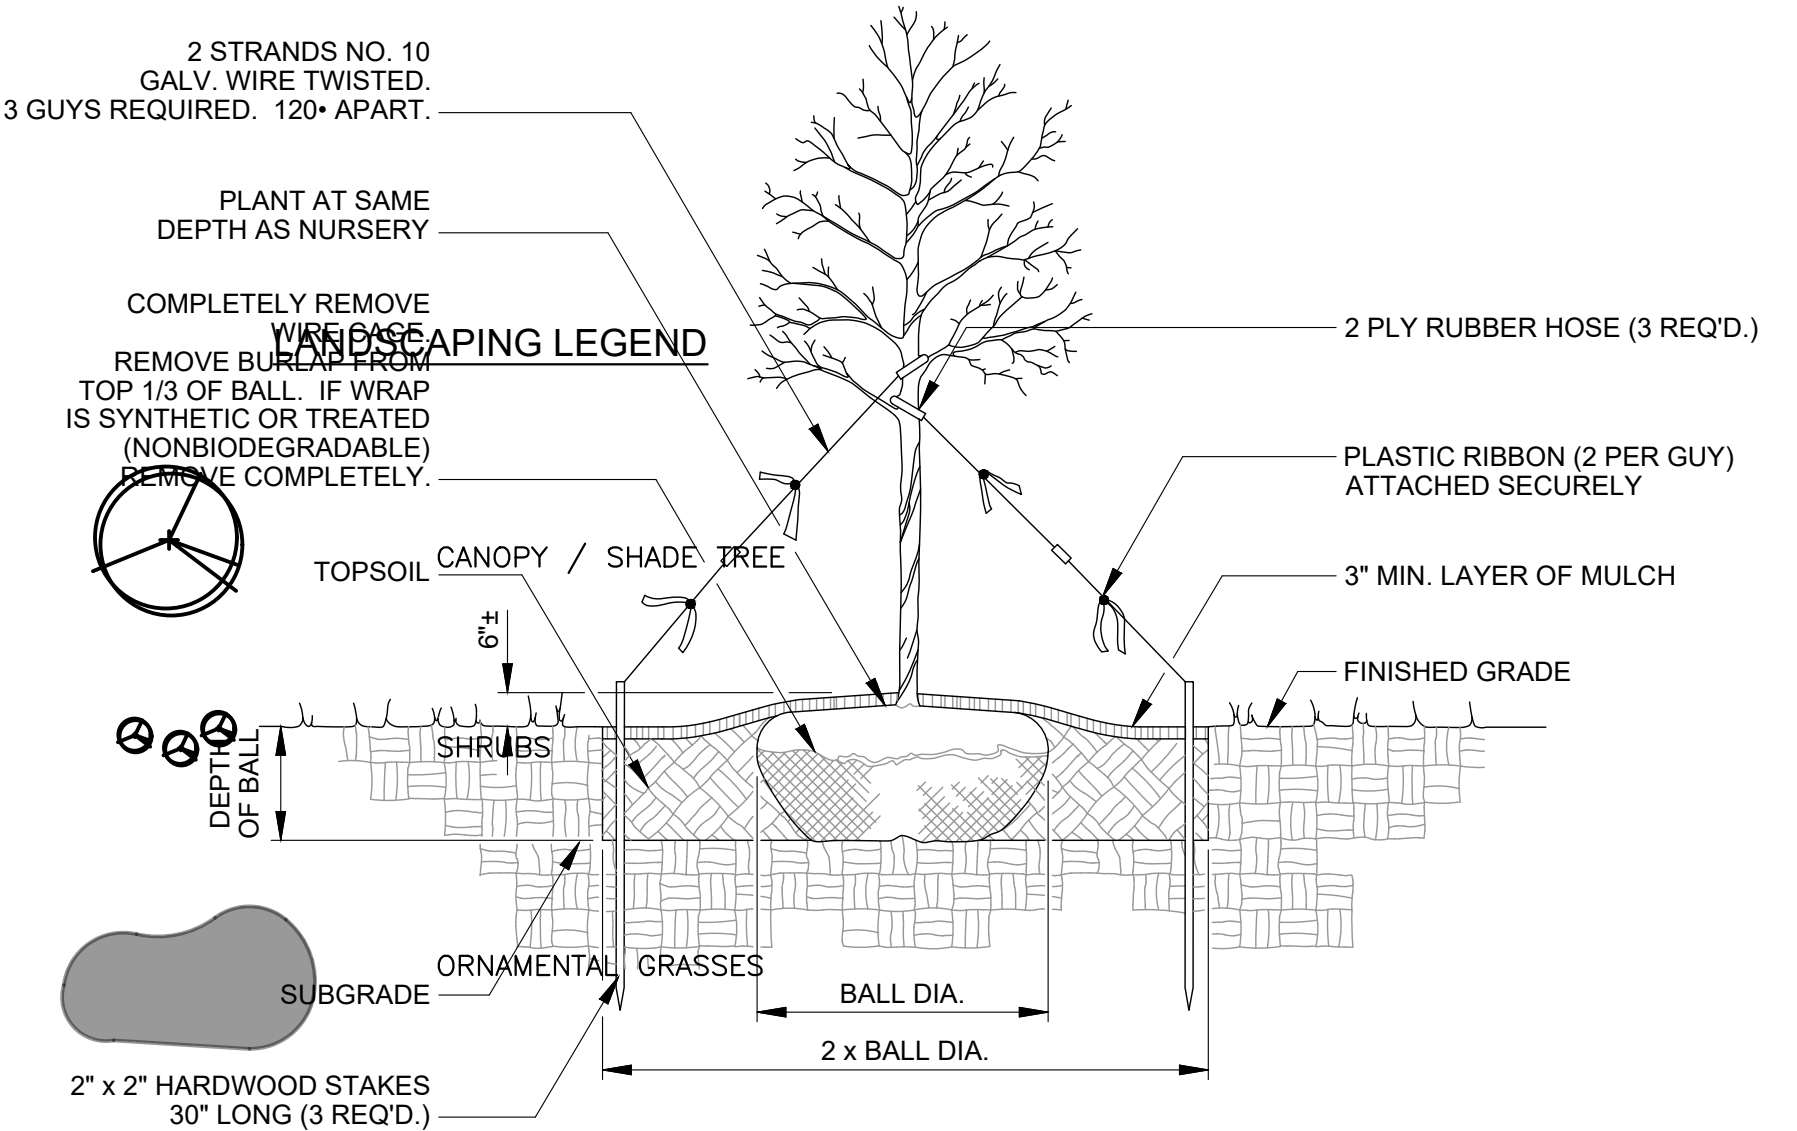 2 STRANDS NO. 10
GALV. WIRE TWISTED.
3 GUYS REQUIRED.  120• APART.
PLANT AT SAME
DEPTH AS NURSERY
COMPLETELY REMOVE
WIRE CAGE.
REMOVE BURLAP FROM
TOP 1/3 OF BALL.  IF WRAP
IS SYNTHETIC OR TREATED
(NONBIODEGRADABLE)
REMOVE COMPLETELY.
LANDSCAPING LEGEND
2 PLY RUBBER HOSE (3 REQ'D.)
PLASTIC RIBBON (2 PER GUY)
ATTACHED SECURELY
CANOPY / SHADE TREE
TOPSOIL
3" MIN. LAYER OF MULCH
6"±
FINISHED GRADE
SHRUBS
DEPTH
OF BALL
ORNAMENTAL GRASSES
SUBGRADE
BALL DIA.
2 x BALL DIA.
2" x 2" HARDWOOD STAKES
30" LONG (3 REQ'D.)